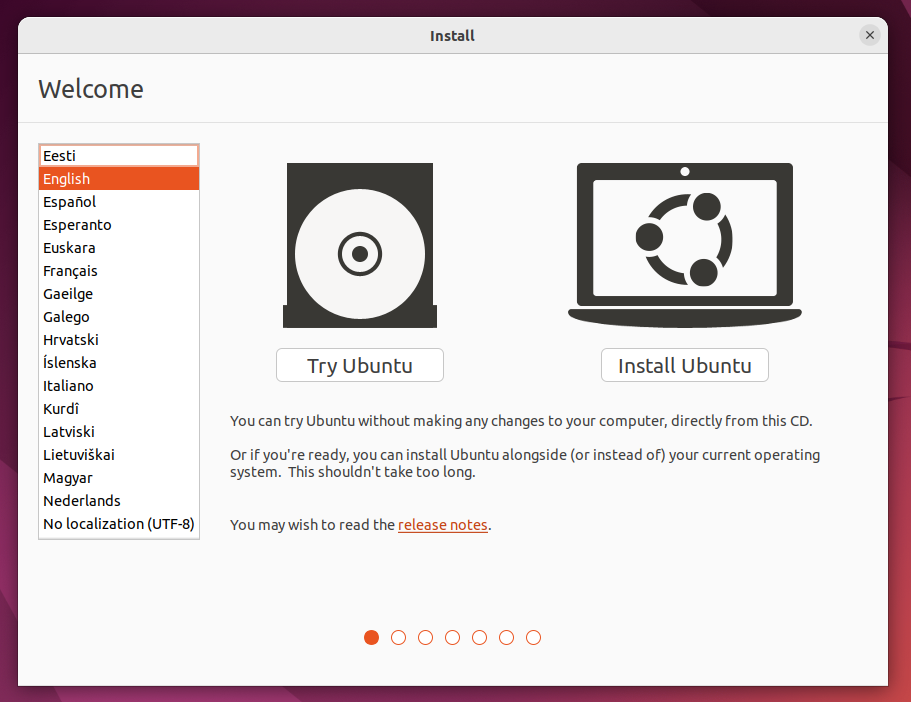 Install
Welcome
Eesti
English
Español
Esperanto
Euskara
Français
Gaeilge
Galego
Hrvatski
Íslenska
Italiano
Kurdî
Latviski
Lietuviškai
Magyar
Nederlands
No localization (UTF-8)
Try Ubuntu
Install Ubuntu
You can try Ubuntu without making any changes to your computer, directly from this CD.
Or if you're ready, you can install Ubuntu alongside (or instead of) your current operating
system.  This shouldn't take too long.
You may wish to read the release notes.